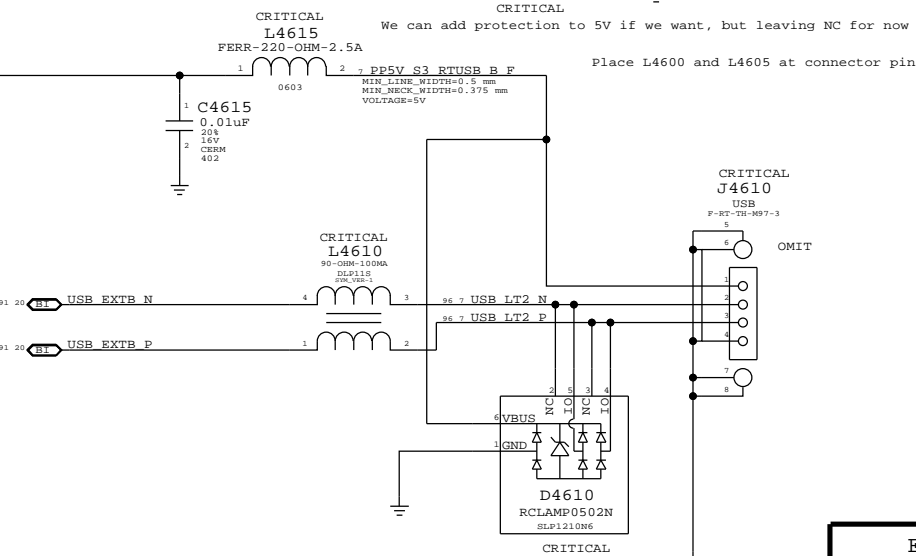 CRITICAL
We can add protection to 5V if we want, but leaving NC for now
CRITICAL
L4615
FERR-220-OHM-2.5A
Place L4600 and L4605 at connector pin
1
2
7 PP5V_S3_RTUSB_B_F
0603
MIN_LINE_WIDTH=0.5 mm
MIN_NECK_WIDTH=0.375 mm
VOLTAGE=5V
1
C4615
0.01uF
20%
16V
CERM
402
2
CRITICAL
J4610
USB
F-RT-TH-M97-3
5
6
OMIT
CRITICAL
L4610
90-OHM-100MA
DLP11S
SYM_VER-1
1
2
3
4
91 20 BI USB_EXTB_N
4
3
96 7 USB_LT2_N
96 7 USB_LT2_P
91 20 BI USB_EXTB_P
1
2
7
8
2 5 3 4
NC IO NC IO
6 VBUS
1 GND
D4610
RCLAMP0502N
SLP1210N6
CRITICAL